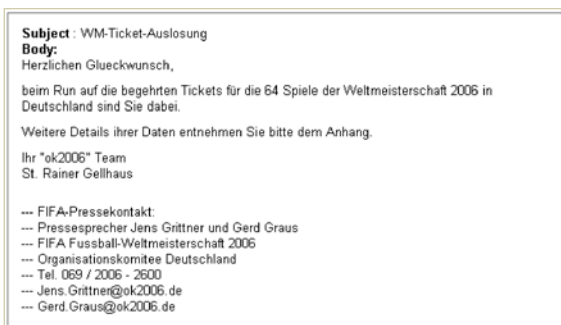 Subject : WM-Ticket-Auslosung
Body:
Herzlichen Glueckwunsch,
beim Run auf die begehrten Tickets für die 64 Spiele der Weltmeisterschaft 2006 in
Deutschland sind Sie dabei.
Weitere Details ihrer Daten entnehmen Sie bitte dem Anhang.
Ihr "ok2006" Team
St. Rainer Gellhaus
--- FIFA-Pressekontakt:
--- Pressesprecher Jens Grittner und Gerd Graus
--- FIFA Fussball-Weltmeisterschaft 2006
--- Organisationskomitee Deutschland
--- Tel. 069 / 2006 - 2600
--- Jens.Grittner@ok2006.de
--- Gerd.Graus@ok2006.de